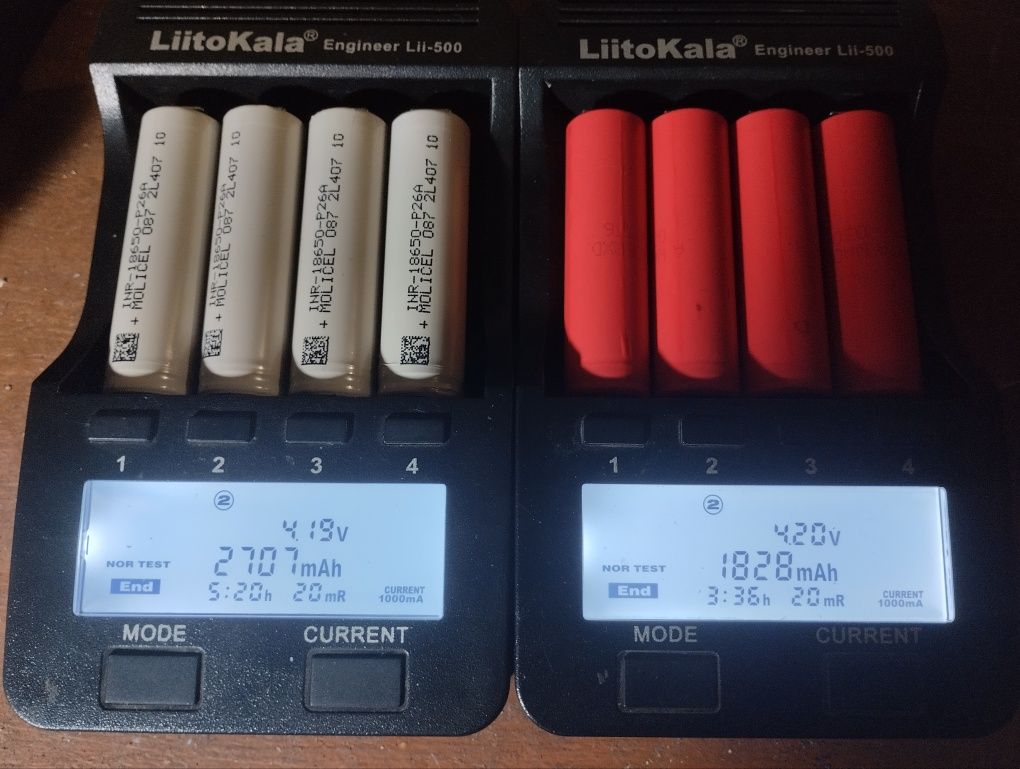 LiitoKala® Engineer Lii-500
INR-18650-P26A
+ MOLICEL 087 2L407 10
INR-18650-P26A
+ MOLICEL 087 2L407 10
INR-18650-P26A
+ MOLICEL 087 2L407 10
INR-18650-P26A
+ MOLICEL 087 2L407 10
1 2 3 4
2
4.19V
NOR TEST 2707mAh
End 5:20h 20mR CURRENT 1000mA
MODE CURRENT
LiitoKala® Engineer Lii-500
1 2 3 4
2
4.20V
NOR TEST 1828mAh
End 3:36h 20mR CURRENT 1000mA
MODE CURRENT